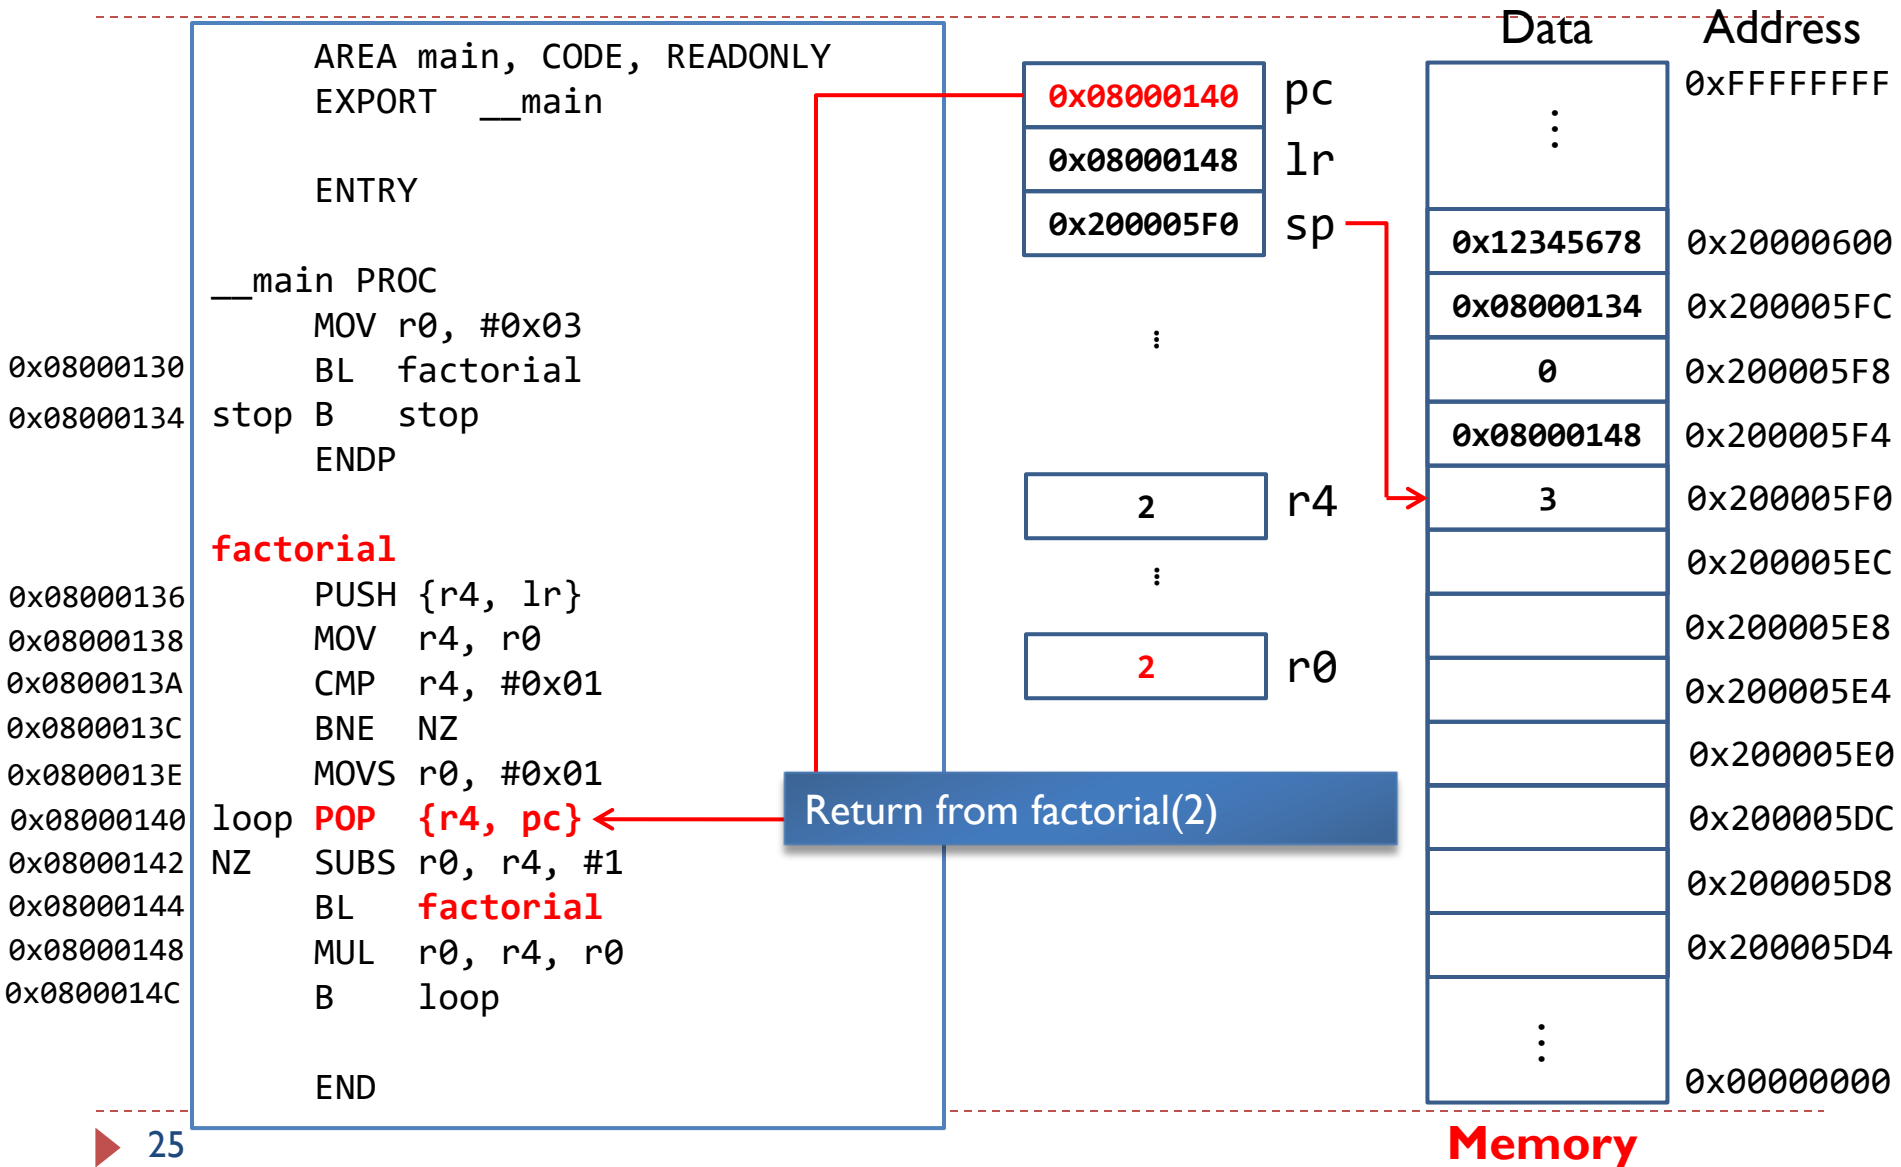 Data Address
AREA main, CODE, READONLY
EXPORT __main
ENTRY
__main PROC
MOV r0, #0x03
0x08000130 BL factorial
0x08000134 stop B stop
ENDP
factorial
0x08000136 PUSH {r4, lr}
0x08000138 MOV r4, r0
0x0800013A CMP r4, #0x01
0x0800013C BNE NZ
0x0800013E MOVS r0, #0x01
0x08000140 loop POP {r4, pc}
0x08000142 NZ SUBS r0, r4, #1
0x08000144 BL factorial
0x08000148 MUL r0, r4, r0
0x0800014C B loop
END
0x08000140 pc
0x08000148 lr
0x200005F0 sp
⋮
2 r4
⋮
2 r0
Return from factorial(2)
⋮ 0xFFFFFFFF
0x12345678 0x20000600
0x08000134 0x200005FC
0 0x200005F8
0x08000148 0x200005F4
3 0x200005F0
0x200005EC
0x200005E8
0x200005E4
0x200005E0
0x200005DC
0x200005D8
0x200005D4
⋮
0x00000000
25
Memory